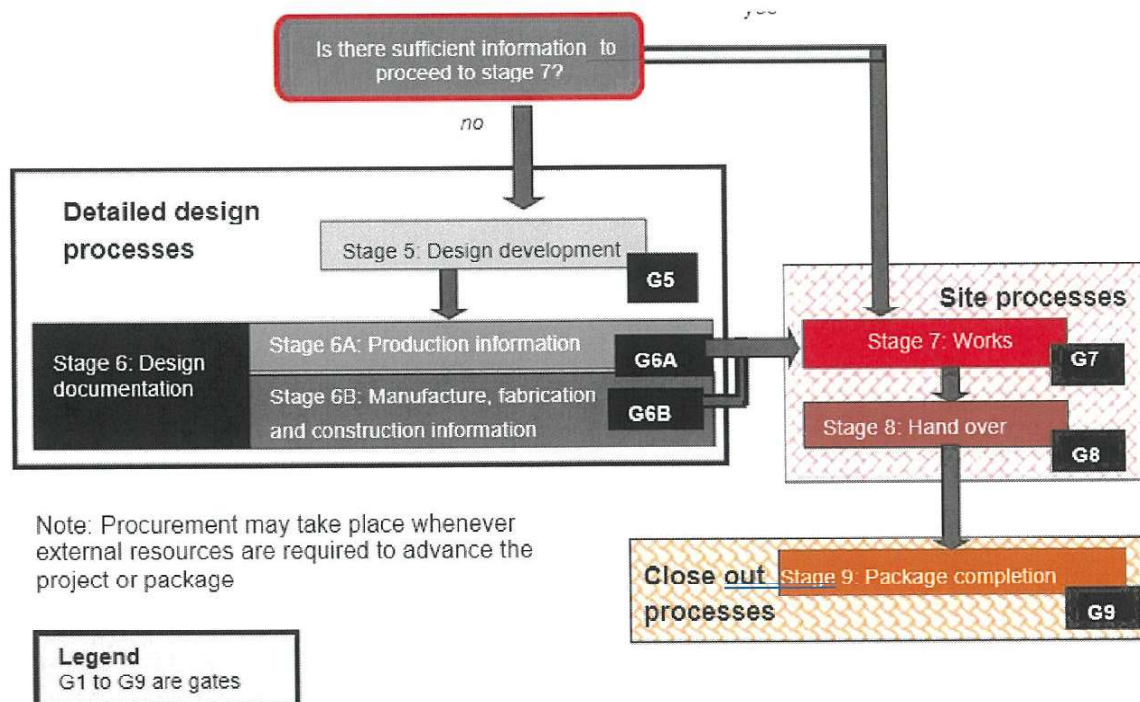 Is there sufficient information to
proceed to stage 7?
no
Detailed design
processes
Stage 5: Design development
G5
Stage 6: Design
documentation
Stage 6A: Production information
G6A
Stage 6B: Manufacture, fabrication
and construction information
G6B
Site processes
Stage 7: Works
G7
Stage 8: Hand over
G8
Note: Procurement may take place whenever
external resources are required to advance the
project or package
Close out
processes
Stage 9: Package completion
G9
Legend
G1 to G9 are gates